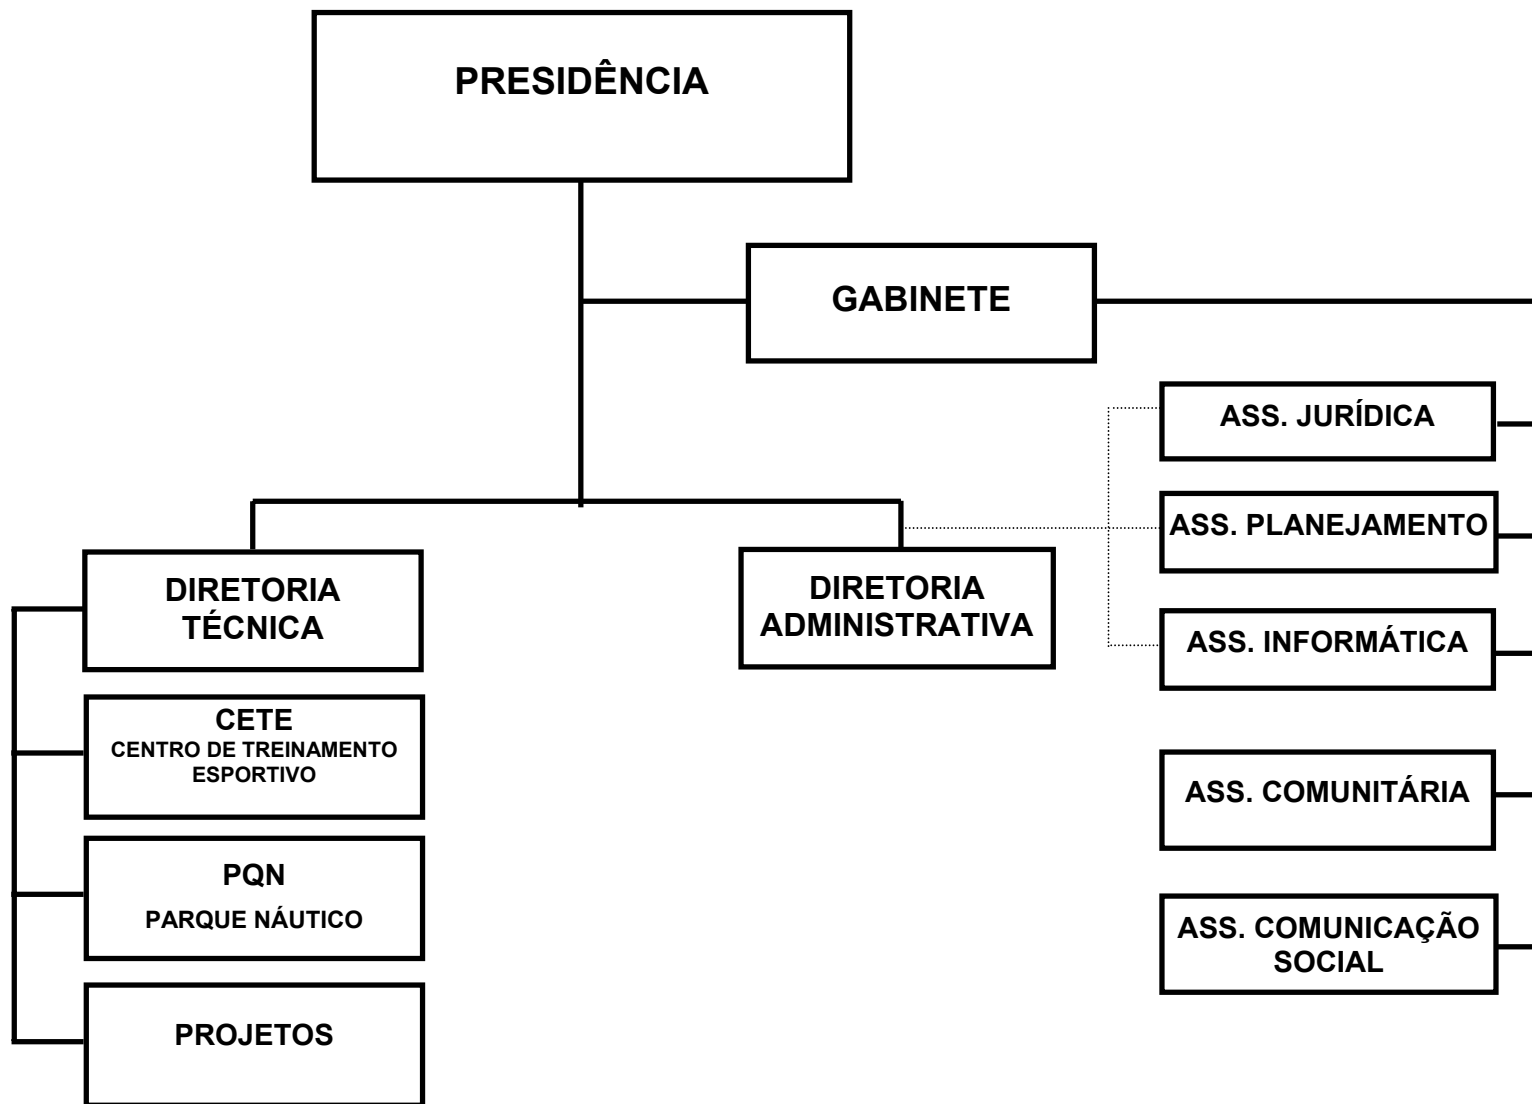 PRESIDÊNCIA
GABINETE
ASS. JURÍDICA
ASS. PLANEJAMENTO
DIRETORIA
TÉCNICA
DIRETORIA
ADMINISTRATIVA
ASS. INFORMÁTICA
CETE
CENTRO DE TREINAMENTO
ESPORTIVO
ASS. COMUNITÁRIA
PQN
PARQUE NÁUTICO
ASS. COMUNICAÇÃO
SOCIAL
PROJETOS